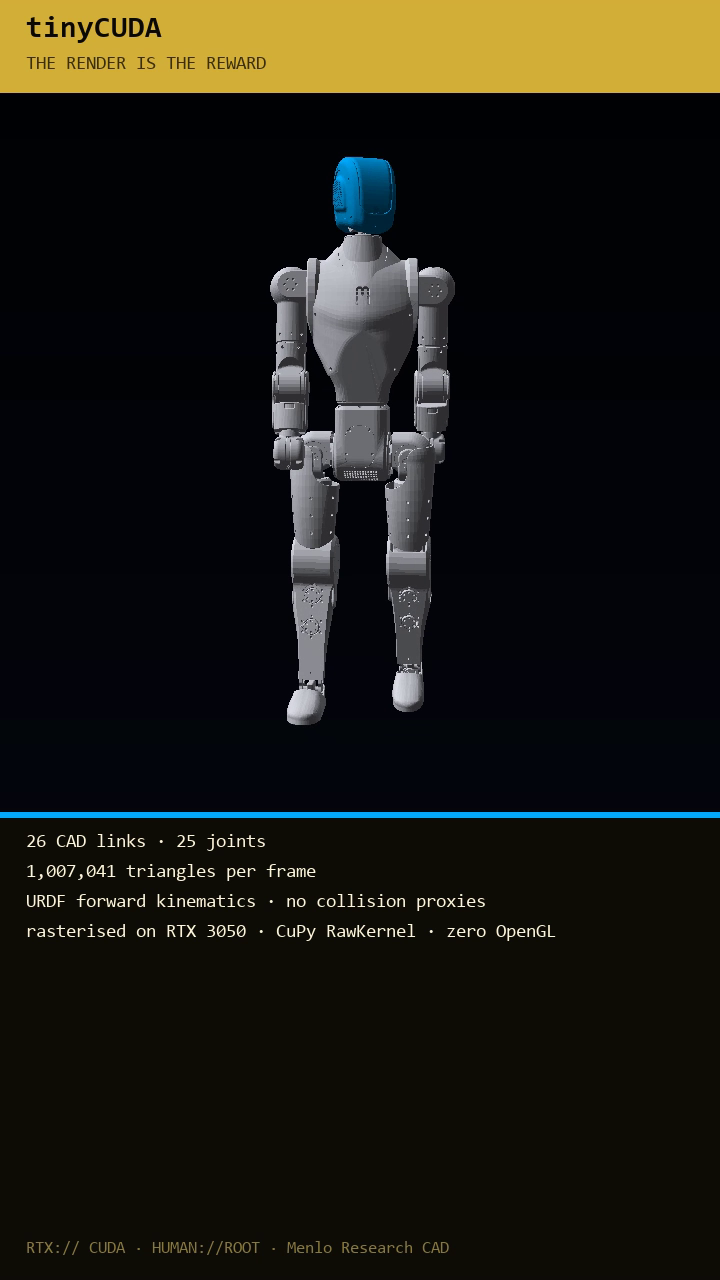 tinyCUDA
THE RENDER IS THE REWARD
26 CAD links · 25 joints
1,007,041 triangles per frame
URDF forward kinematics · no collision proxies
rasterised on RTX 3050 · CuPy RawKernel · zero OpenGL
RTX:// CUDA · HUMAN://ROOT · Menlo Research CAD